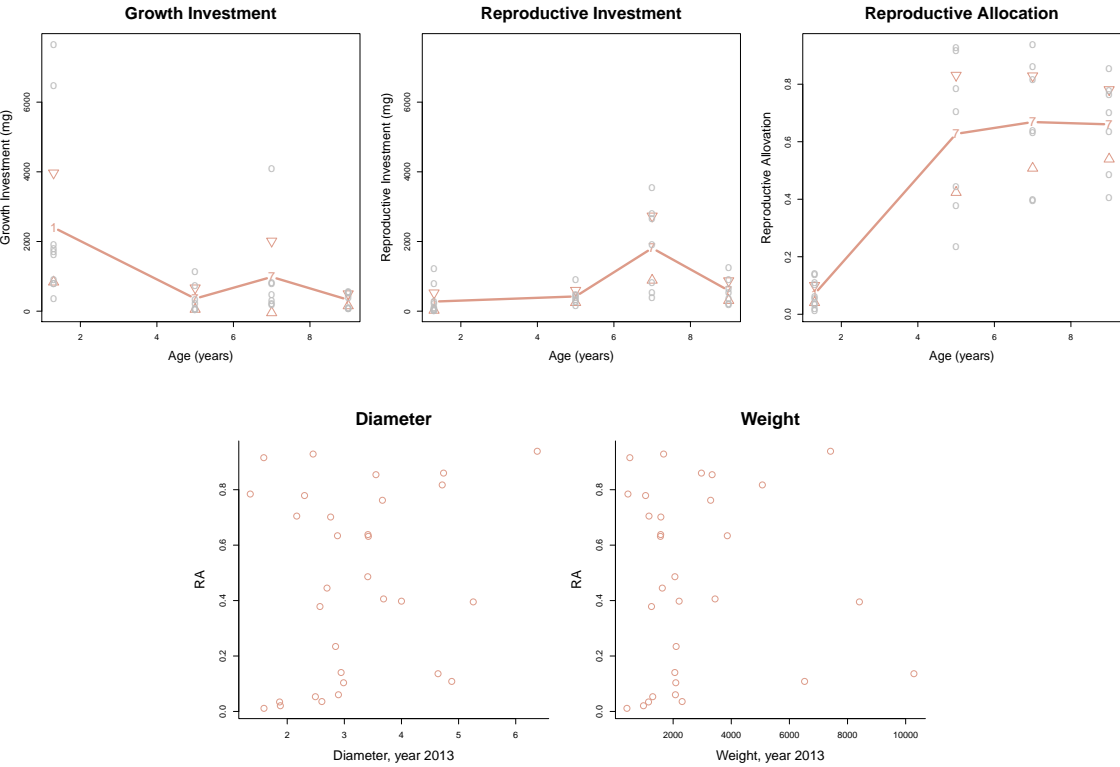 Growth Investment
Growth Investment (mg)
0 2000 4000 6000
1 7 7 7
2 4 6 8
Age (years)
Reproductive Investment
Reproductive Investment (mg)
0 2000 4000 6000
7
2 4 6 8
Age (years)
Reproductive Allocation
Reproductive Allovation
0.0 0.2 0.4 0.6 0.8
7 7 7
2 4 6 8
Age (years)
Diameter
RA
0.0 0.2 0.4 0.6 0.8
2 3 4 5 6
Diameter, year 2013
Weight
RA
0.0 0.2 0.4 0.6 0.8
2000 4000 6000 8000 10000
Weight, year 2013